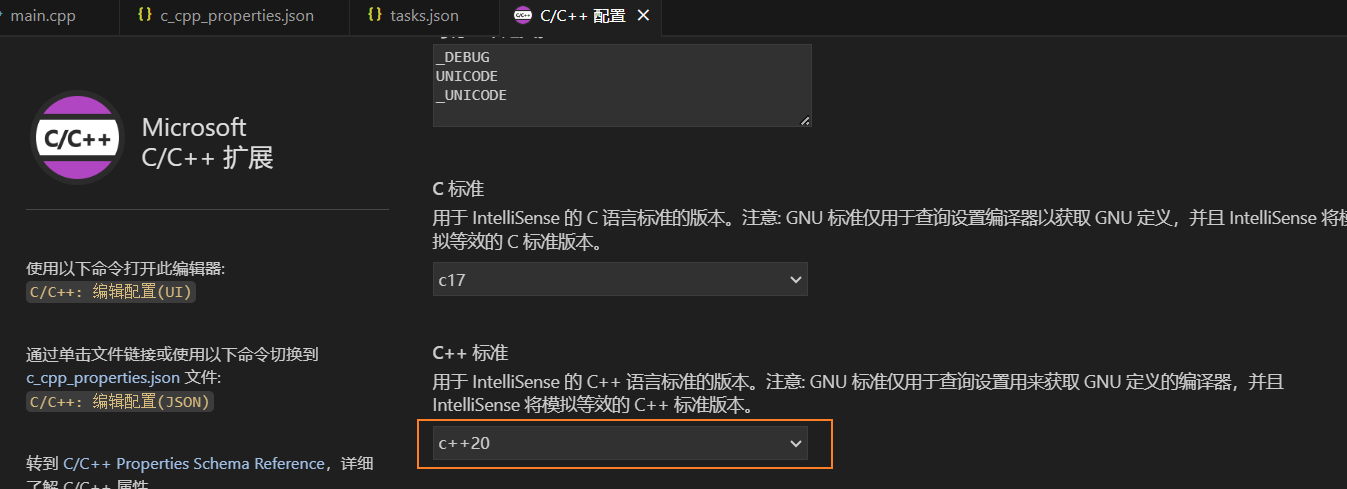 main.cpp
{} c_cpp_properties.json
{} tasks.json
C/C++ 配置
_DEBUG
UNICODE
_UNICODE
C/C++
Microsoft
C/C++ 扩展
C 标准
用于 IntelliSense 的 C 语言标准的版本。注意: GNU 标准仅用于查询设置编译器以获取 GNU 定义，并且 IntelliSense 将模
拟等效的 C 标准版本。
c17
使用以下命令打开此编辑器:
C/C++: 编辑配置(UI)
通过单击文件链接或使用以下命令切换到
c_cpp_properties.json 文件:
C/C++: 编辑配置(JSON)
C++ 标准
用于 IntelliSense 的 C++ 语言标准的版本。注意: GNU 标准仅用于查询设置用来获取 GNU 定义的编译器，并且
IntelliSense 将模拟等效的 C++ 标准版本。
c++20
转到 C/C++ Properties Schema Reference，详细
了解 C/C++ 属性